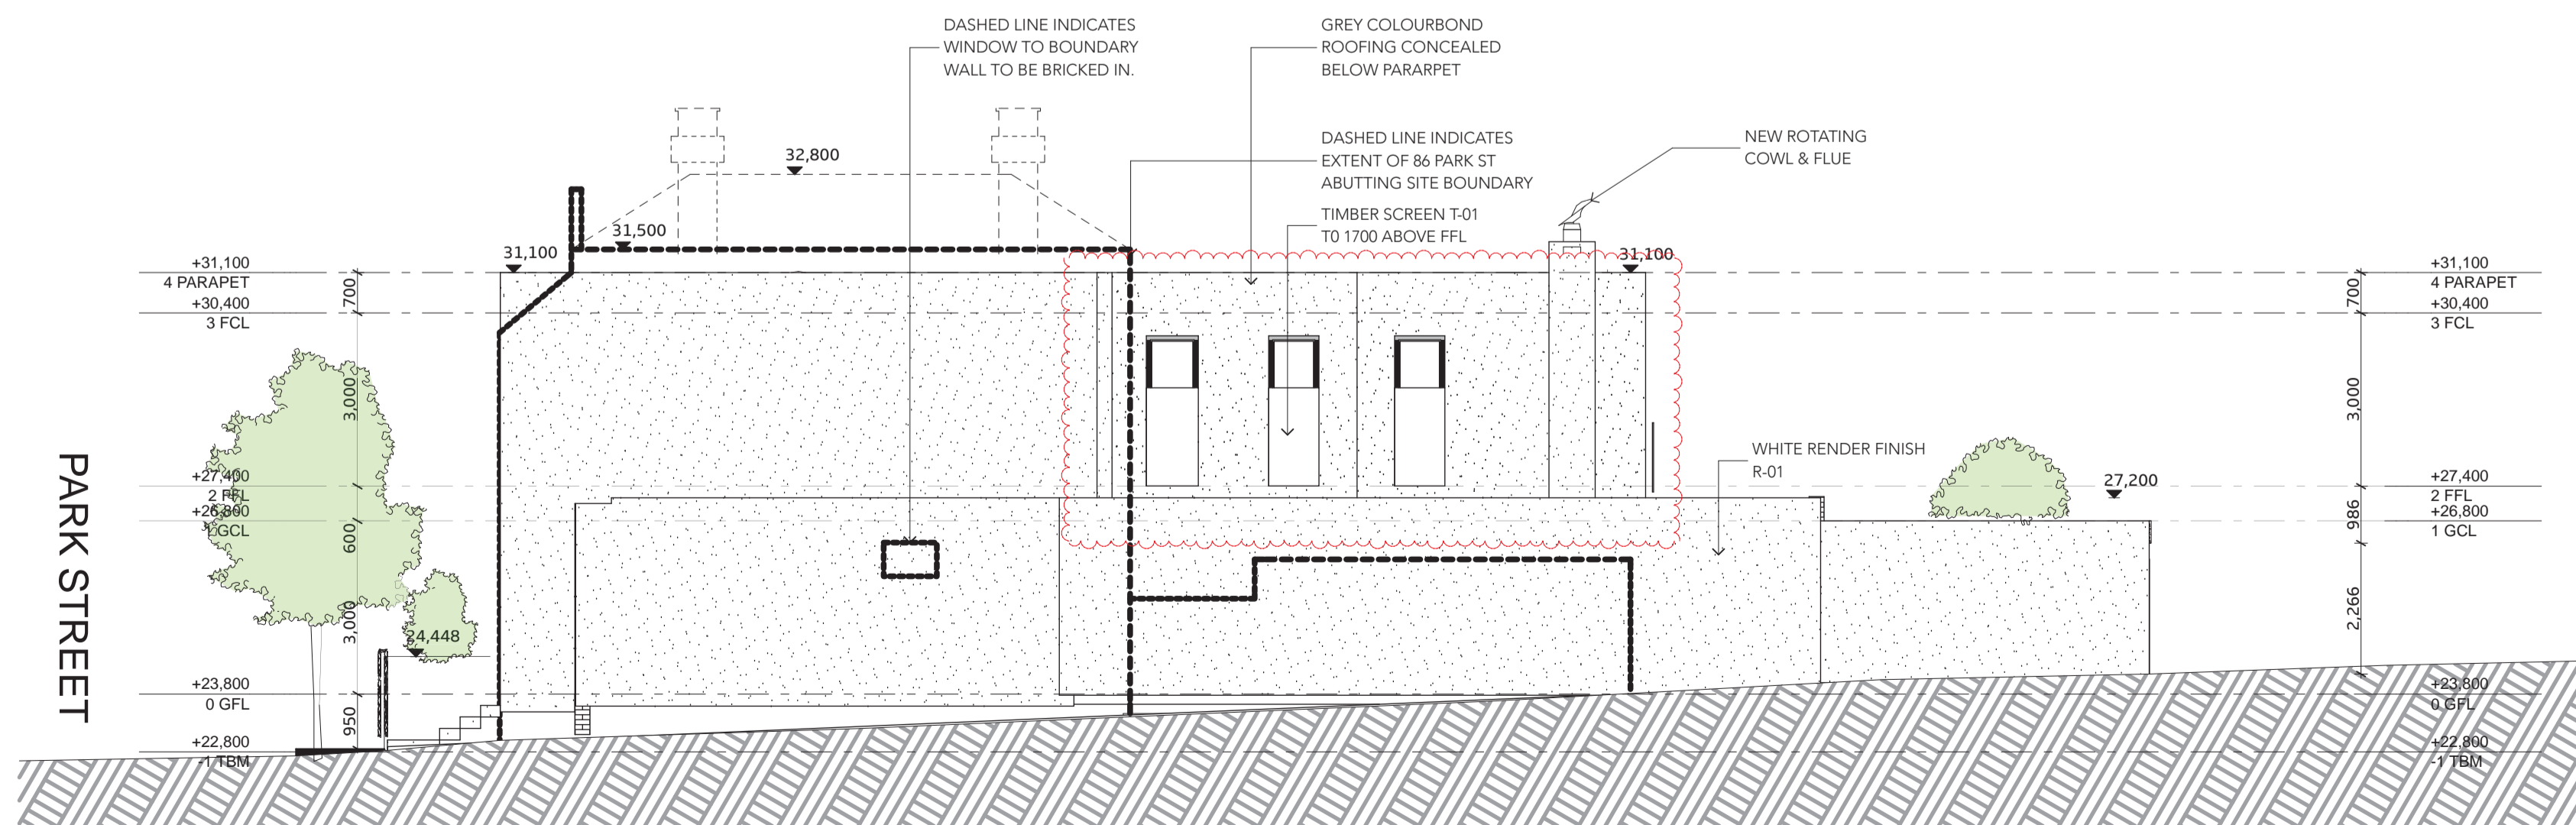 DASHED LINE INDICATES
WINDOW TO BOUNDARY
WALL TO BE BRICKED IN.
GREY COLOURBOND
ROOFING CONCEALED
BELOW PARARPET
DASHED LINE INDICATES
EXTENT OF 86 PARK ST
ABUTTING SITE BOUNDARY
TIMBER SCREEN T-01
T0 1700 ABOVE FFL
NEW ROTATING
COWL & FLUE
WHITE RENDER FINISH
R-01
32,800
31,500
31,100
31,100
27,200
24,448
PARK STREET
+31,100
4 PARAPET
+30,400
3 FCL
+27,400
2 FFL
+26,800
1 GCL
+23,800
0 GFL
+22,800
-1 TBM
700
3,000
600
3,000
950
700
3,000
986
2,266
+31,100
4 PARAPET
+30,400
3 FCL
+27,400
2 FFL
+26,800
1 GCL
+23,800
0 GFL
+22,800
-1 TBM